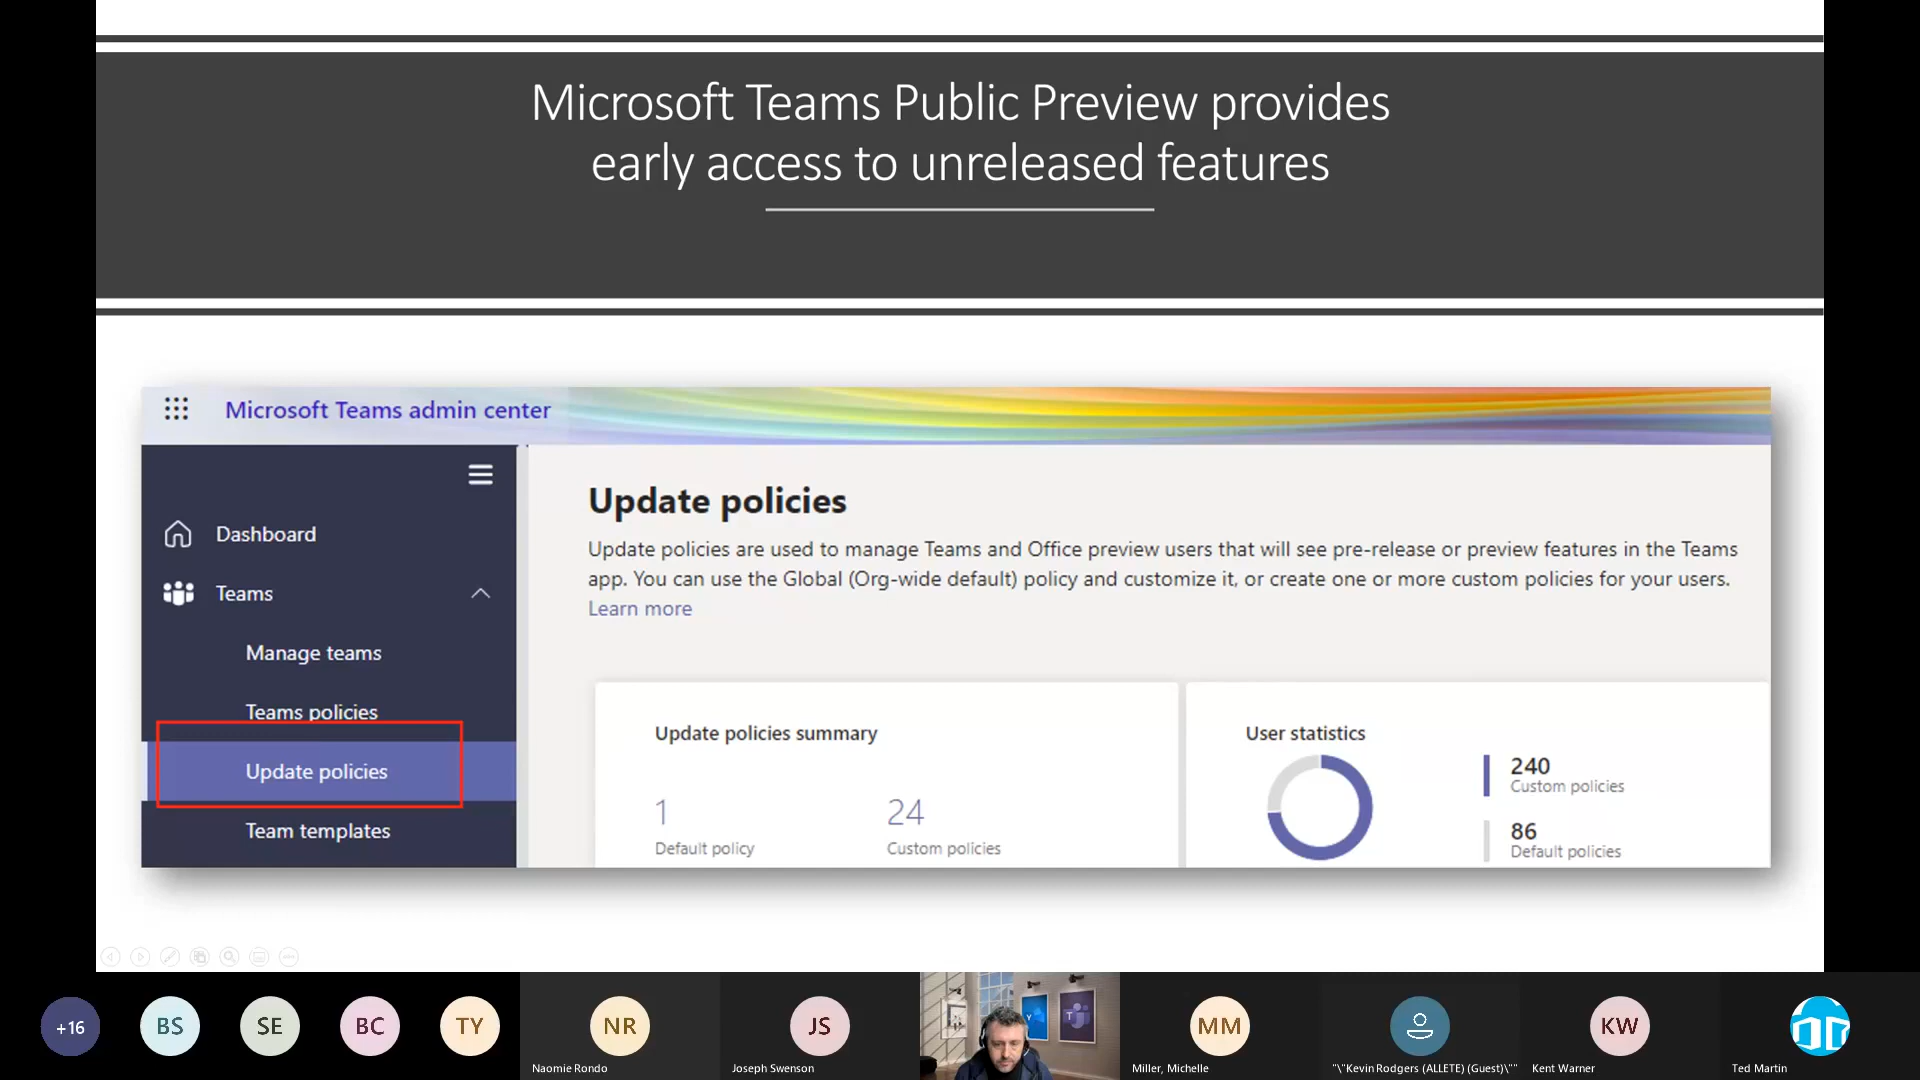 Microsoft Teams Public Preview provides
early access to unreleased features
Microsoft Teams admin center
Dashboard
Teams
Manage teams
Teams policies
Update policies
Team templates
Update policies
Update policies are used to manage Teams and Office preview users that will see pre-release or preview features in the Teams
app. You can use the Global (Org-wide default) policy and customize it, or create one or more custom policies for your users.
Learn more
Update policies summary
1
Default policy
24
Custom policies
User statistics
240
Custom policies
86
Default policies
+16
BS
SE
BC
TY
NR
Naomie Rondo
JS
Joseph Swenson
MM
Miller, Michelle
"\"Kevin Rodgers (ALLETE) (Guest)\""
KW
Kent Warner
Ted Martin